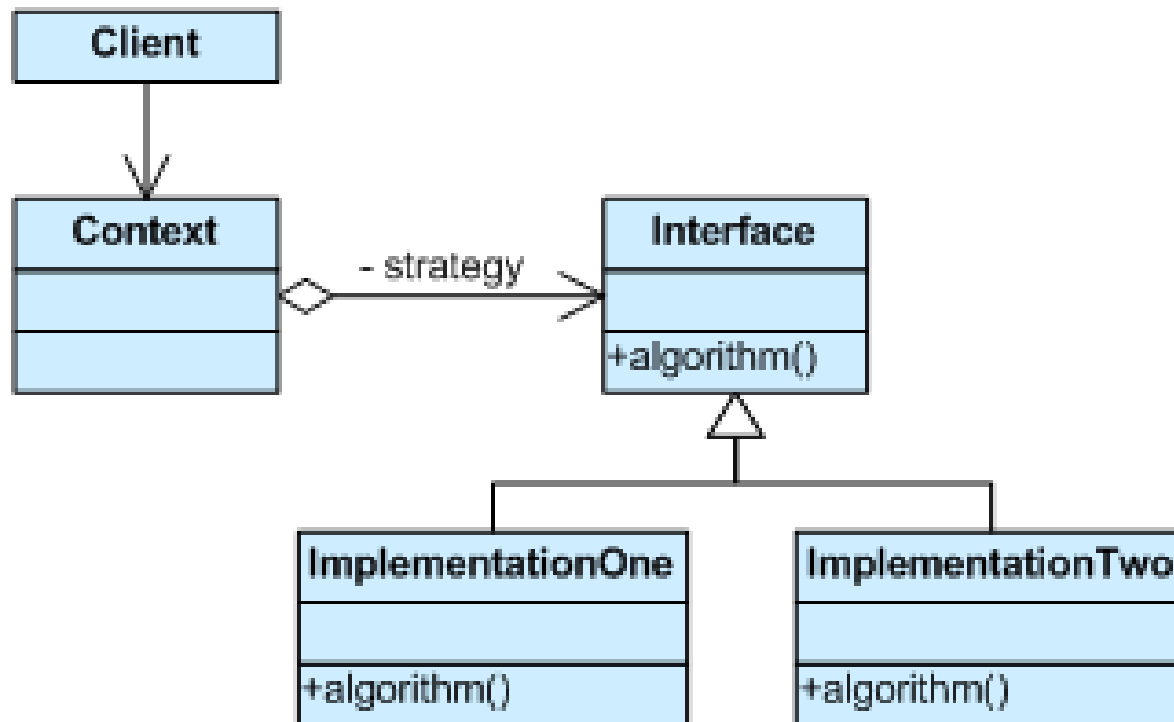 Client
Context
- strategy
Interface
+algorithm()
ImplementationOne
+algorithm()
ImplementationTwo
+algorithm()